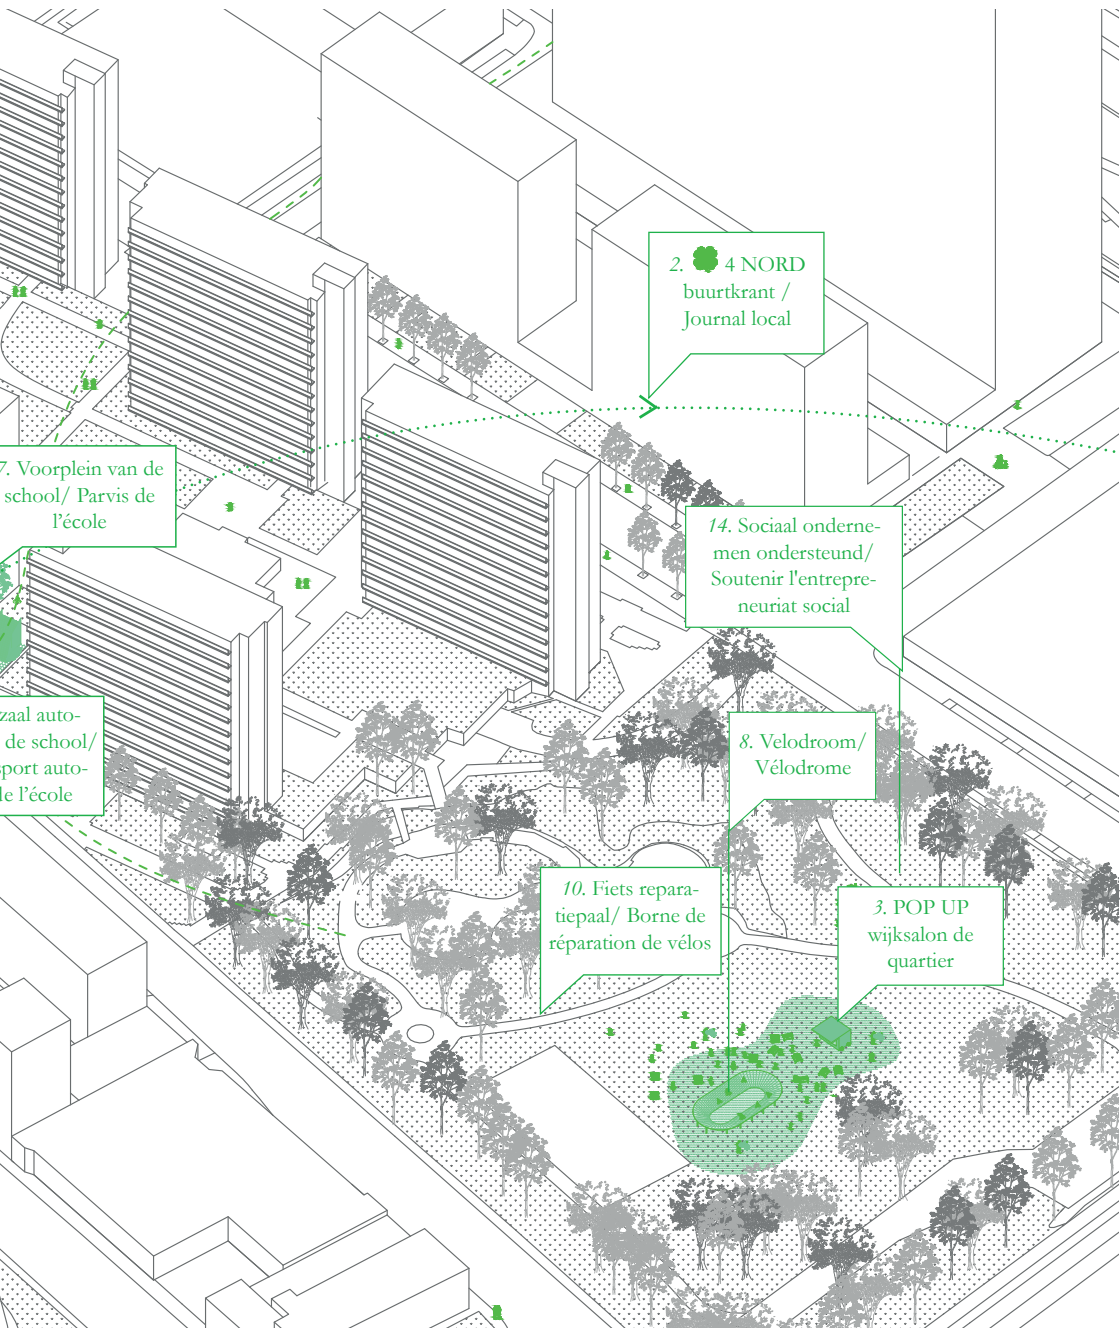 2. 4 NORD
buurtkrant /
Journal local
7. Voorplein van de
school/ Parvis de
l'école
14. Sociaal onderne-
men ondersteund/
Soutenir l'entrepre-
neuriat social
zaal auto-
de school/
sport auto-
de l'école
8. Velodroom/
Vélodrome
10. Fiets repara-
tiepaal/ Borne de
réparation de vélos
3. POP UP
wijksalon de
quartier